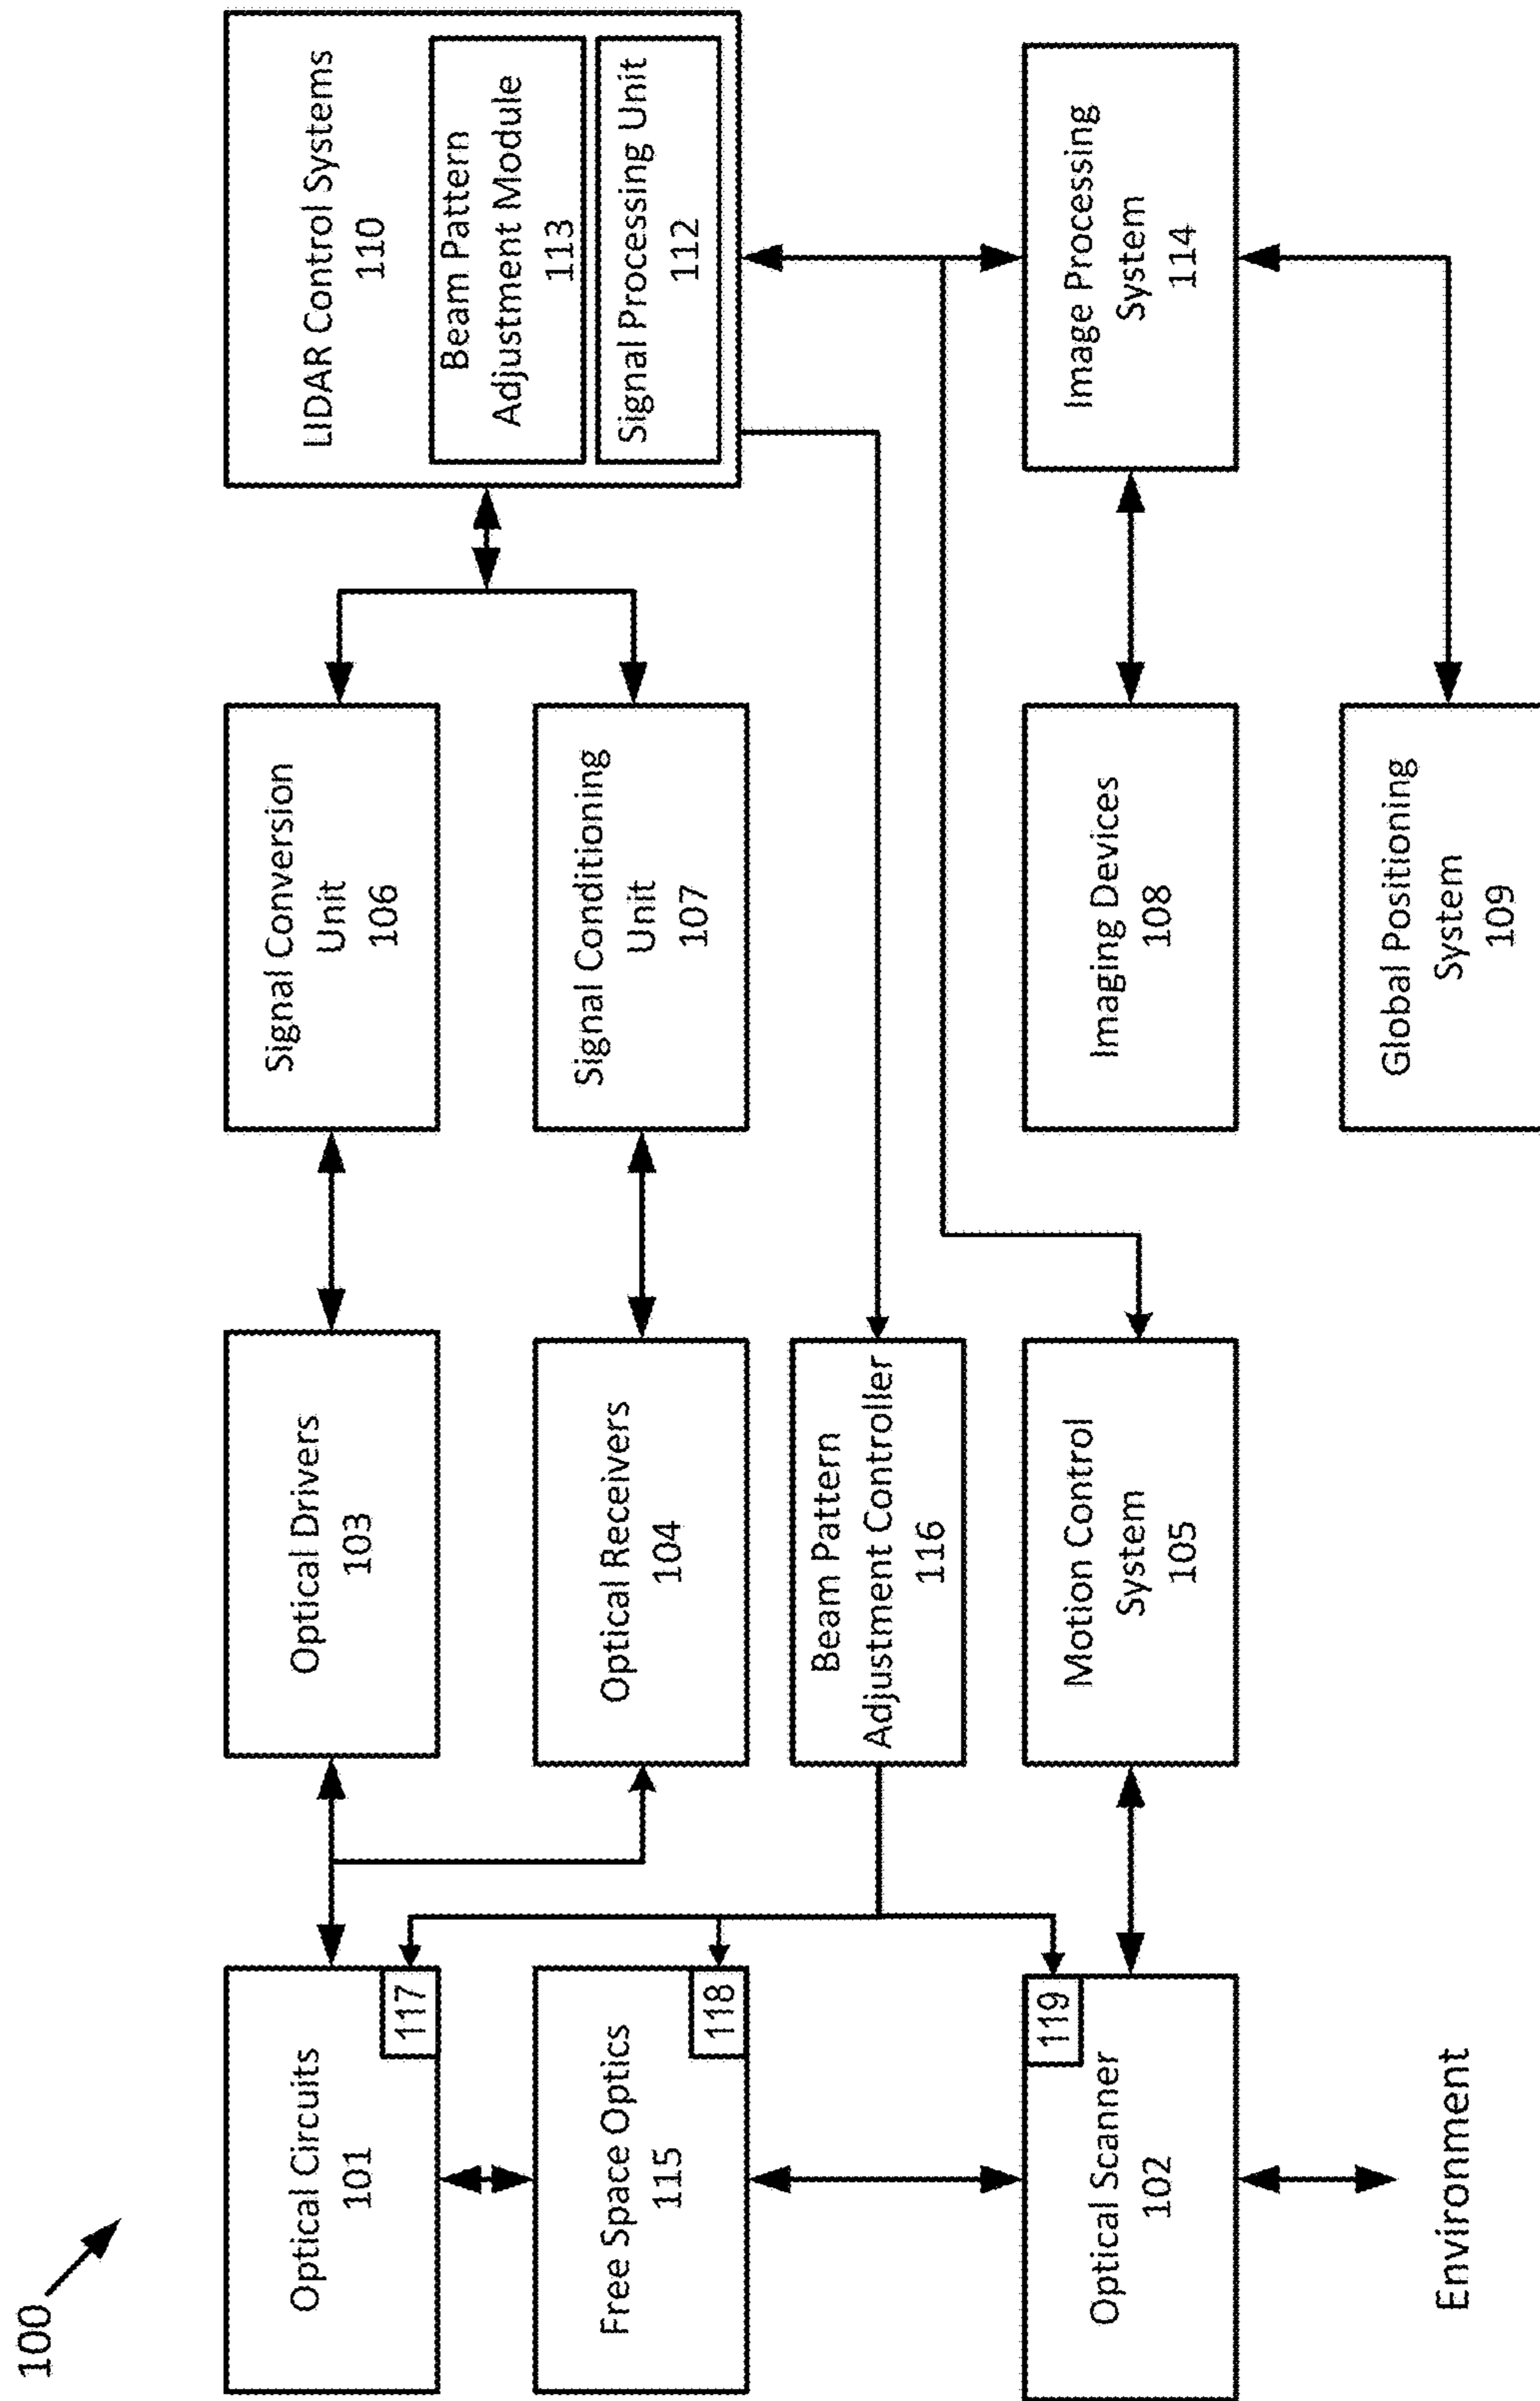 100
Optical Circuits
101
117
Free Space Optics
115
118
119
Optical Scanner
102
Environment
Optical Drivers
103
Optical Receivers
104
Beam Pattern
Adjustment Controller
116
Motion Control
System
105
Signal Conversion
Unit
106
Signal Conditioning
Unit
107
Imaging Devices
108
Global Positioning
System
109
LIDAR Control Systems
110
Beam Pattern
Adjustment Module
113
Signal Processing Unit
112
Image Processing
System
114